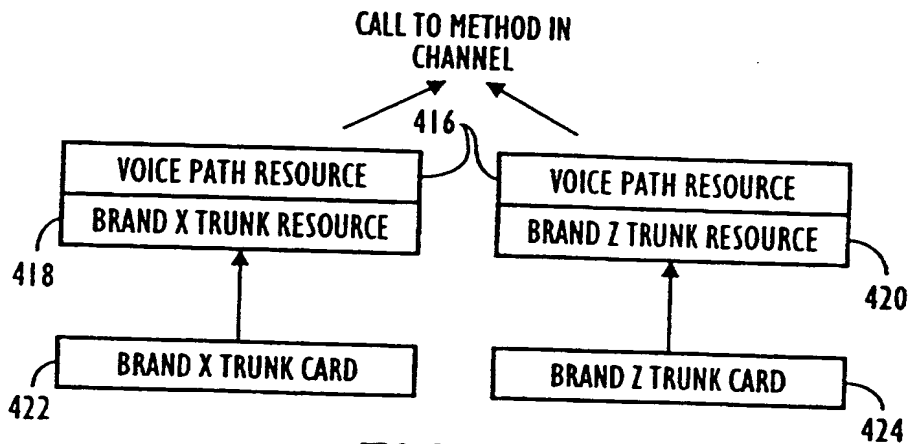 CALL TO METHOD IN
CHANNEL
416
VOICE PATH RESOURCE
BRAND X TRUNK RESOURCE
418
VOICE PATH RESOURCE
BRAND Z TRUNK RESOURCE
420
BRAND X TRUNK CARD
422
BRAND Z TRUNK CARD
424